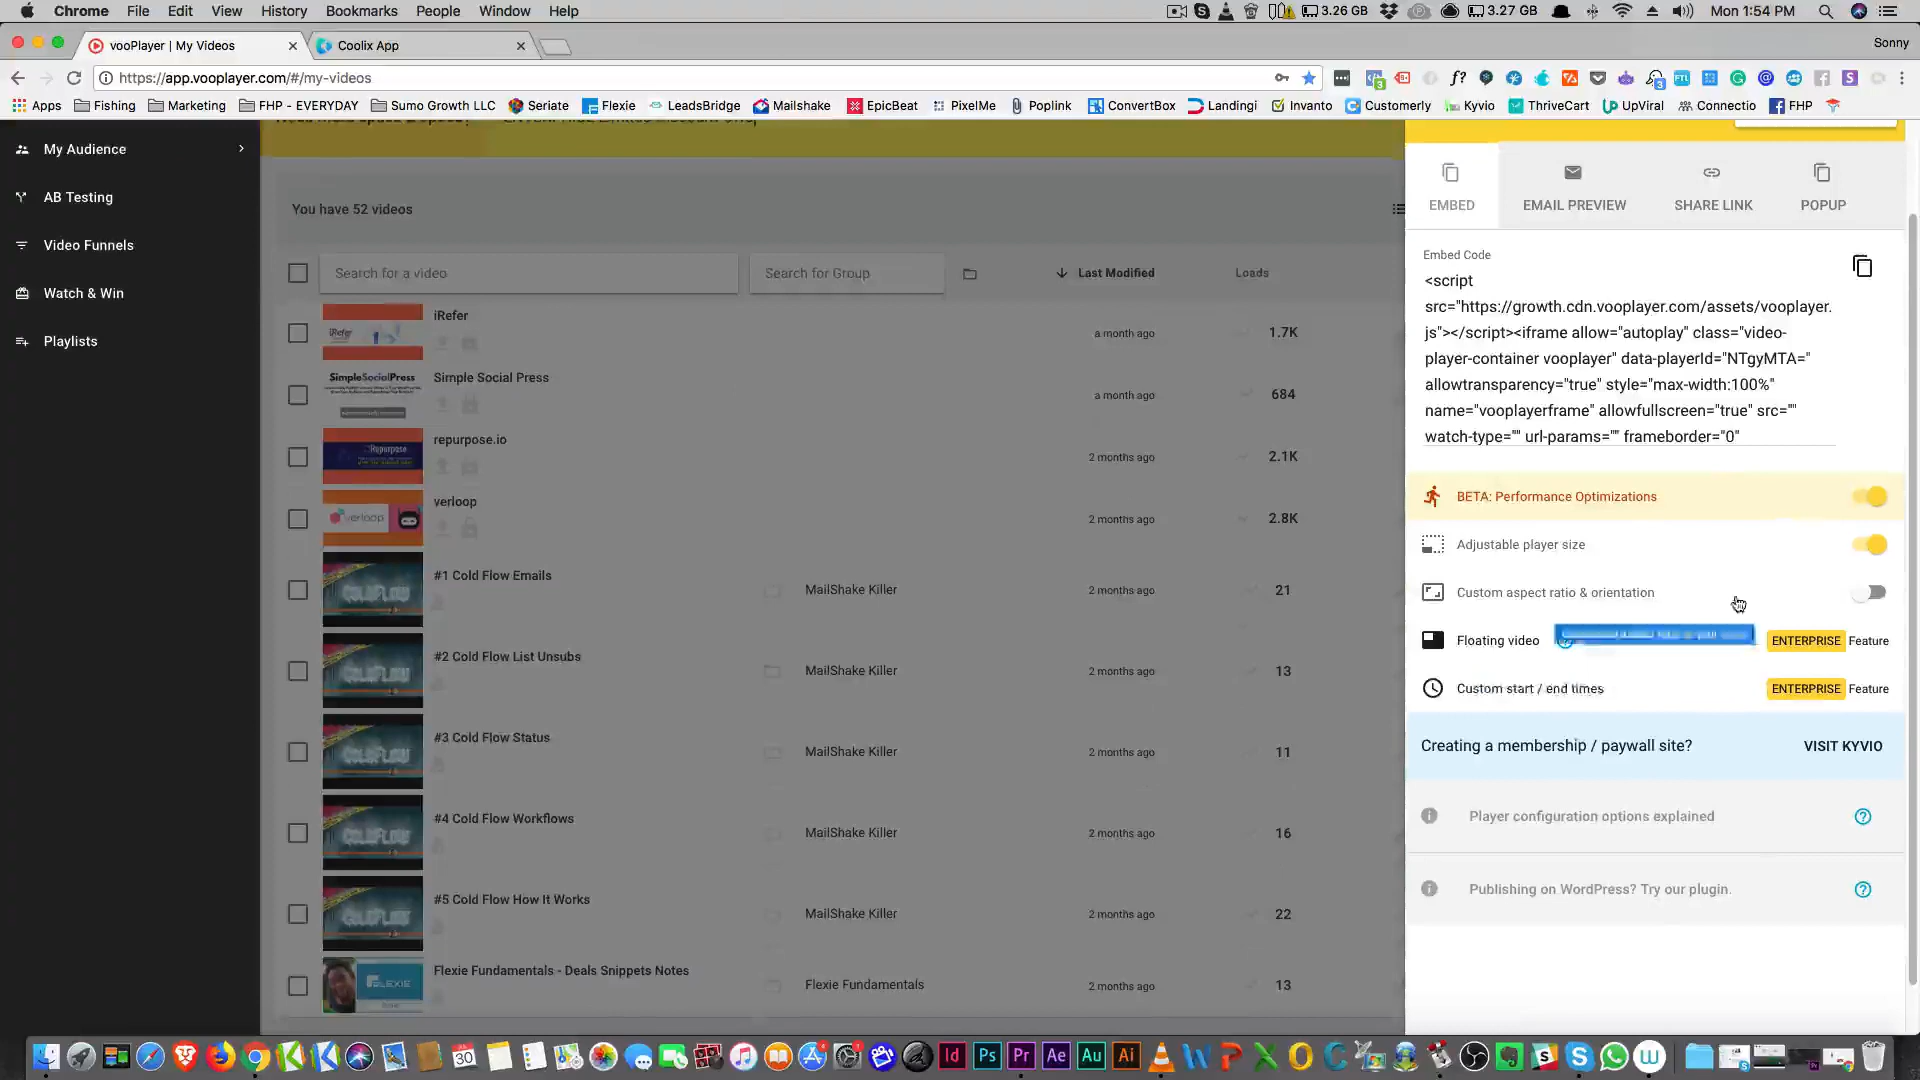 Chrome File Edit View History Bookmarks People Window Help
3.26 GB 3.27 GB Mon 1:54 PM
vooPlayer | My Videos
Coolix App
Sonny
https://app.vooplayer.com/#/my-videos
Apps Fishing Marketing FHP - EVERYDAY Sumo Growth LLC Seriate Flexie LeadsBridge Mailshake EpicBeat PixelMe Poplink ConvertBox Landingi Invanto Customerly Kyvio ThriveCart UpViral Connectio FHP
My Audience
AB Testing
Video Funnels
Watch & Win
Playlists
You have 52 videos
Search for a video
Search for Group
Last Modified
Loads
iRefer
a month ago
1.7K
SimpleSocialPress
Simple Social Press
a month ago
684
Repurpose
repurpose.io
2 months ago
2.1K
verloop
verloop
2 months ago
2.8K
COLDFLOW
#1 Cold Flow Emails
MailShake Killer
2 months ago
21
COLDFLOW
#2 Cold Flow List Unsubs
MailShake Killer
2 months ago
13
COLDFLOW
#3 Cold Flow Status
MailShake Killer
2 months ago
11
COLDFLOW
#4 Cold Flow Workflows
MailShake Killer
2 months ago
16
COLDFLOW
#5 Cold Flow How It Works
MailShake Killer
2 months ago
22
FLEXIE
Flexie Fundamentals - Deals Snippets Notes
Flexie Fundamentals
2 months ago
13
EMBED
EMAIL PREVIEW
SHARE LINK
POPUP
Embed Code
<script
src="https://growth.cdn.vooplayer.com/assets/vooplayer.
js"></script><iframe allow="autoplay" class="video-
player-container vooplayer" data-playerId="NTgyMTA="
allowtransparency="true" style="max-width:100%"
name="vooplayerframe" allowfullscreen="true" src=""
watch-type="" url-params="" frameborder="0"
BETA: Performance Optimizations
Adjustable player size
Custom aspect ratio & orientation
Floating video
ENTERPRISE Feature
Custom start / end times
ENTERPRISE Feature
Creating a membership / paywall site?
VISIT KYVIO
Player configuration options explained
Publishing on WordPress? Try our plugin.